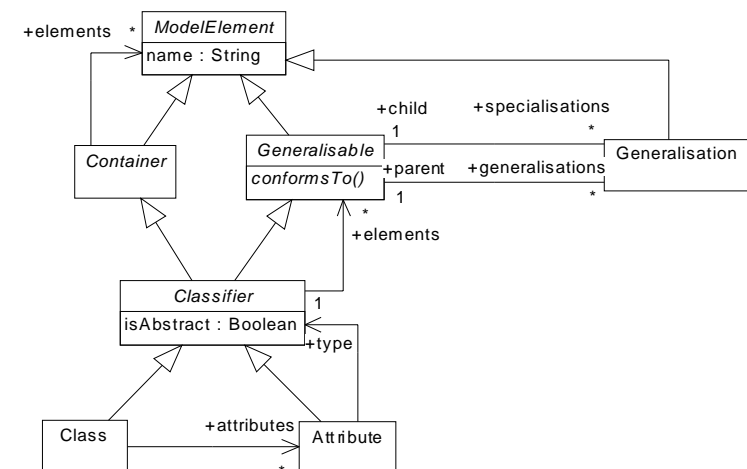 ModelElement
+elements *
name : String
+child +specialisations
1 *
Container
Generalisable
Generalisation
conformsTo()
+parent +generalisations
1 *
*
+elements
Classifier
1
isAbstract : Boolean
+type
Class
+attributes
Attribute
*